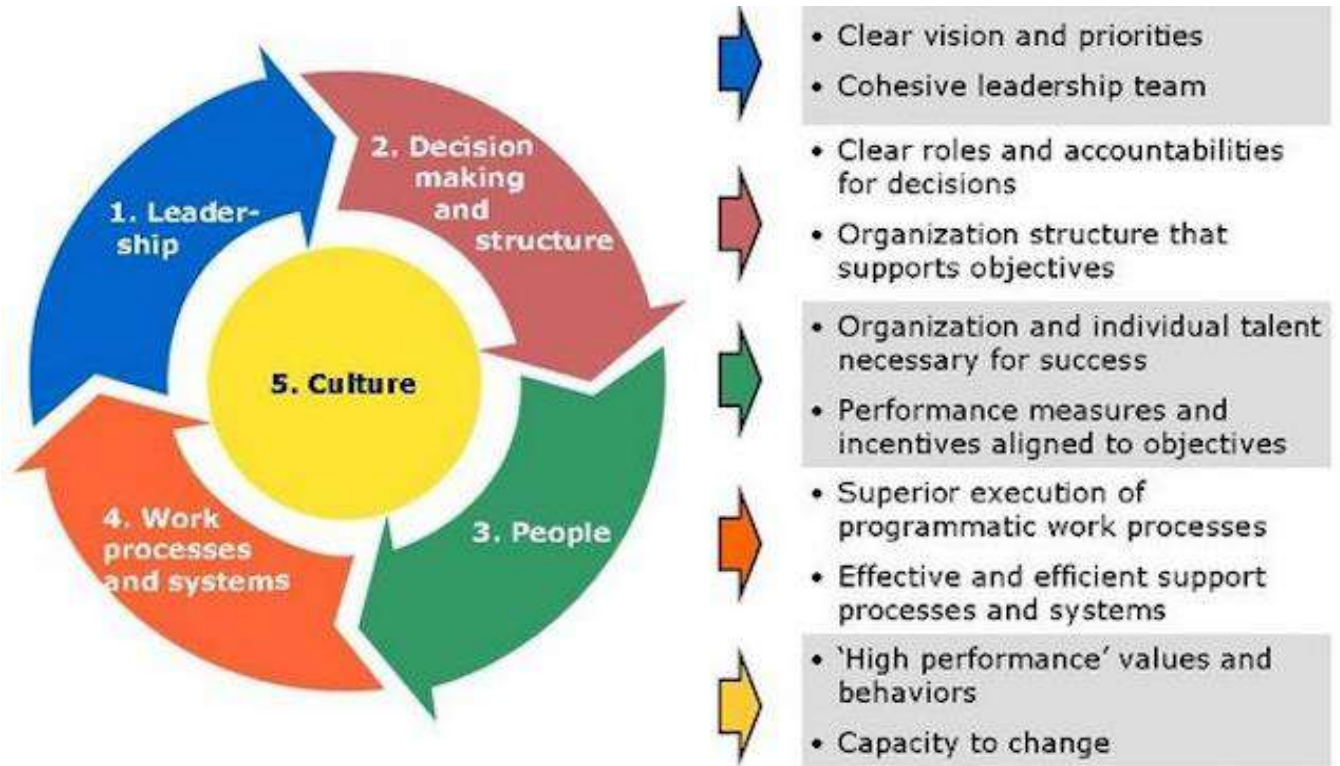 1. Leader-
ship
2. Decision
making
and
structure
3. People
4. Work
processes
and systems
5. Culture
• Clear vision and priorities
• Cohesive leadership team
• Clear roles and accountabilities
for decisions
• Organization structure that
supports objectives
• Organization and individual talent
necessary for success
• Performance measures and
incentives aligned to objectives
• Superior execution of
programmatic work processes
• Effective and efficient support
processes and systems
• ‘High performance’ values and
behaviors
• Capacity to change